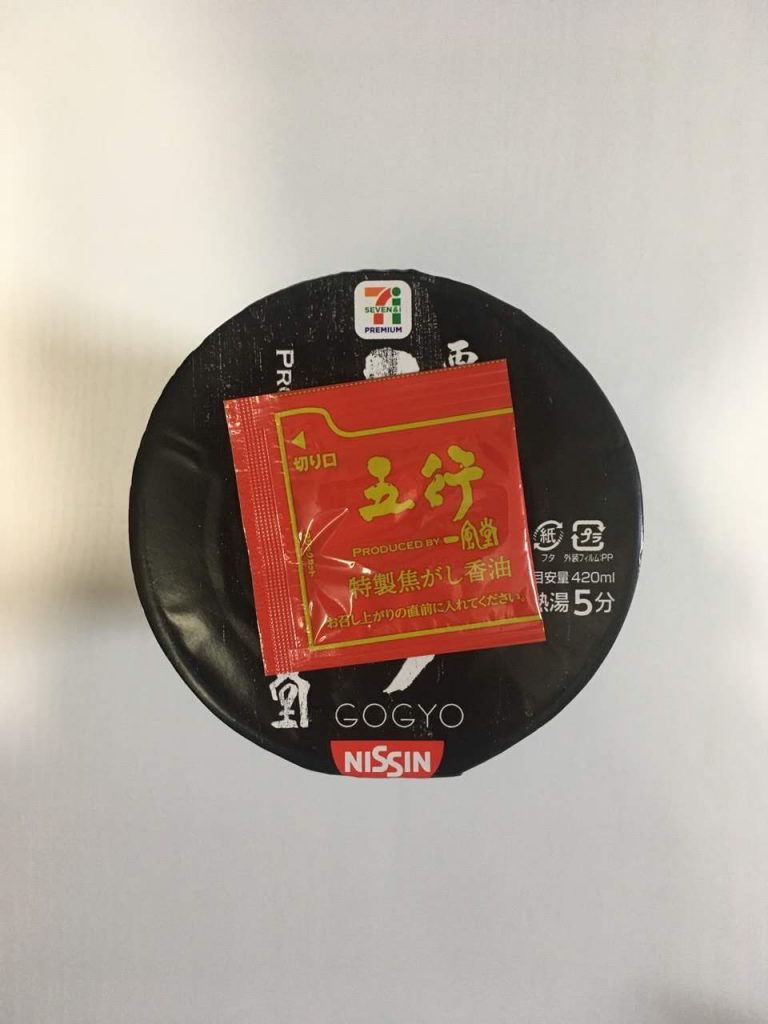 SEVEN&i
PREMIUM
切り口
五行
PRODUCED BY 一風堂
特製焦がし香油
お召し上がりの直前に入れてください。
紙
プラ
フタ
外装フィルム:PP
目安量 420ml
熱湯5分
GOGYO
NISSIN